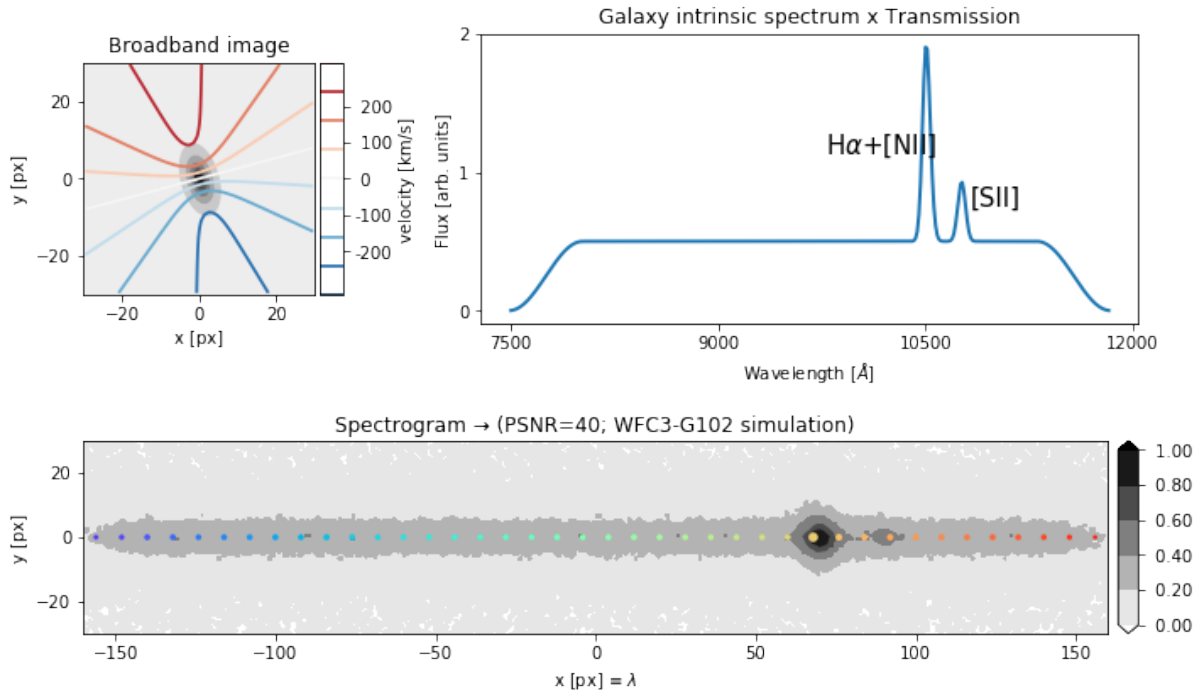 Galaxy intrinsic spectrum x Transmission
Broadband image
y [px]
20
0
−20
−20
0
20
x [px]
200
100
0
-100
-200
velocity [km/s]
Flux [arb. units]
2
1
0
Hα+[NII]
[SII]
7500
9000
10500
12000
Wavelength [Å]
Spectrogram → (PSNR=40; WFC3-G102 simulation)
y [px]
20
0
−20
−150
−100
−50
0
50
100
150
x [px] ≡ λ
1.00
0.80
0.60
0.40
0.20
0.00